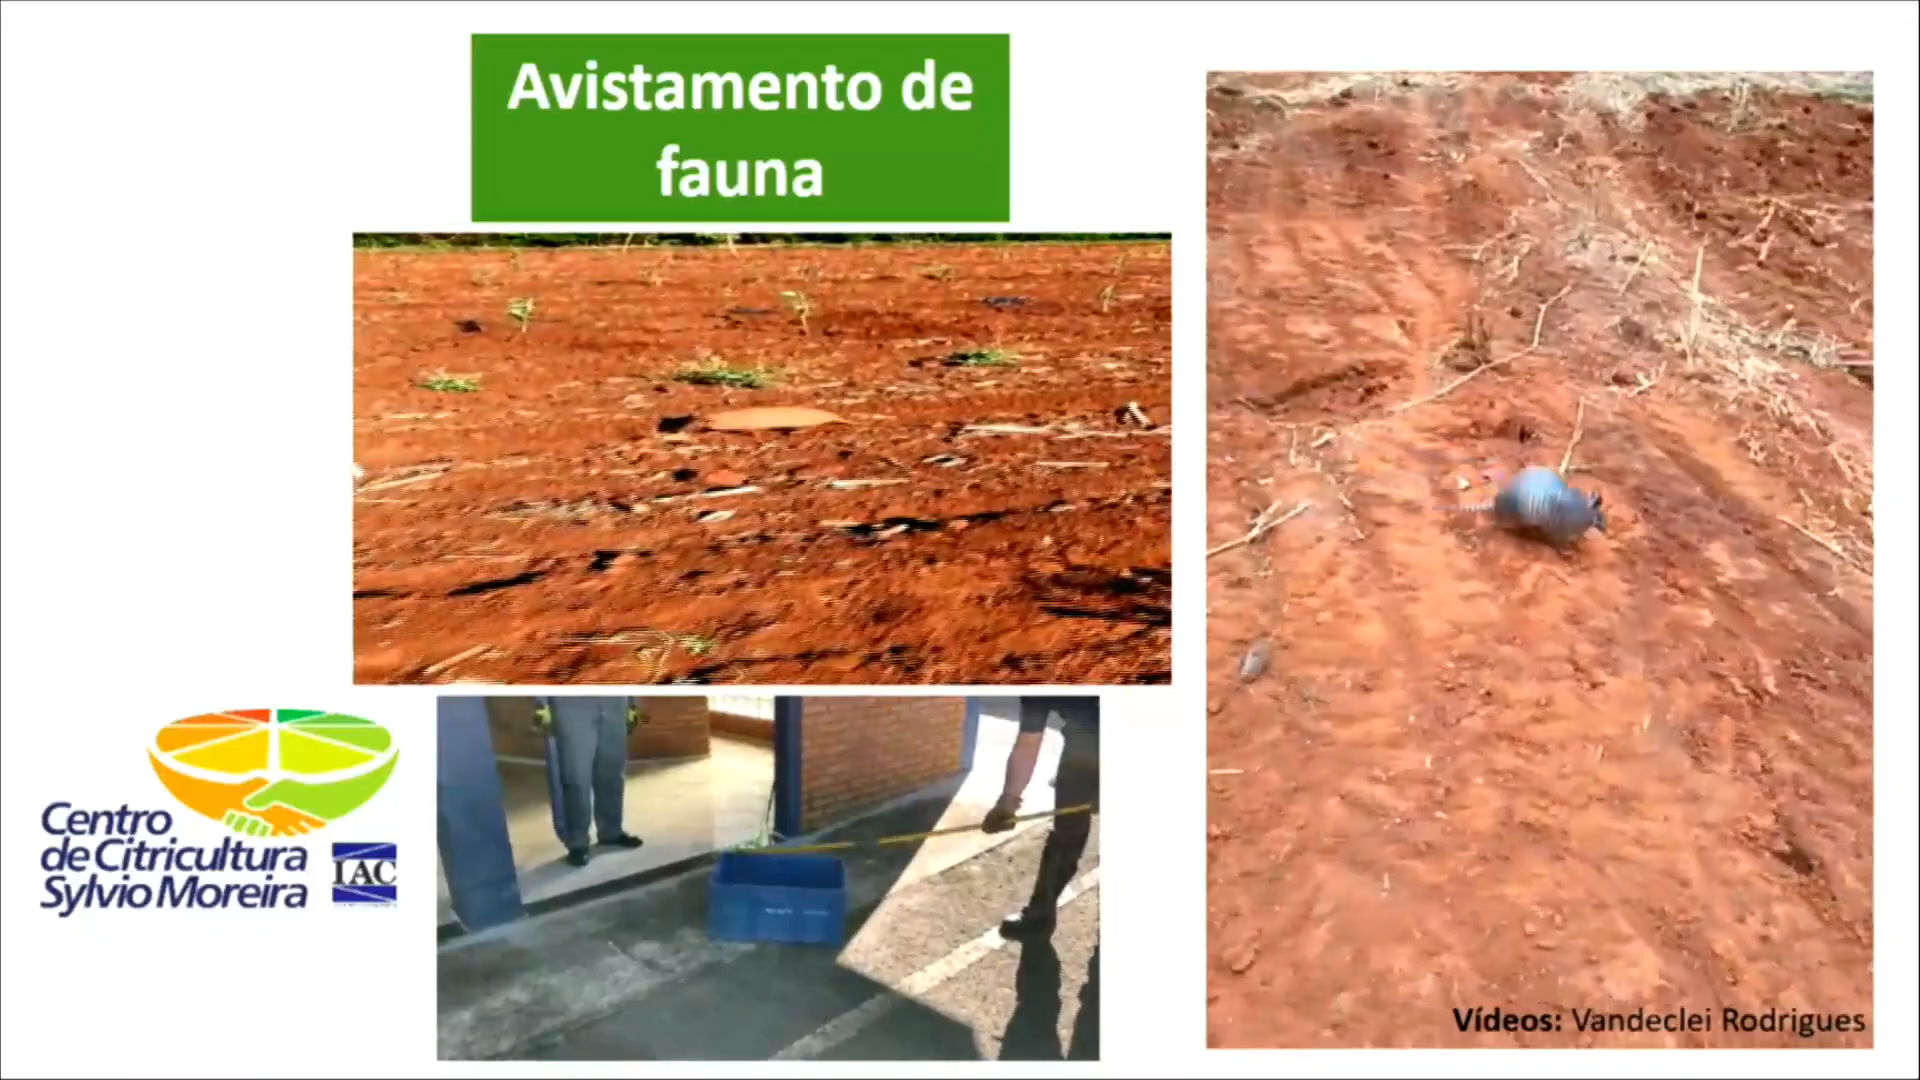 Avistamento de
fauna
Centro
de Citricultura
Sylvio Moreira
IAC
Vídeos: Vandeclei Rodrigues